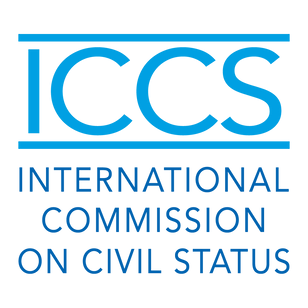 ICCS
INTERNATIONAL
COMMISSION
ON CIVIL STATUS